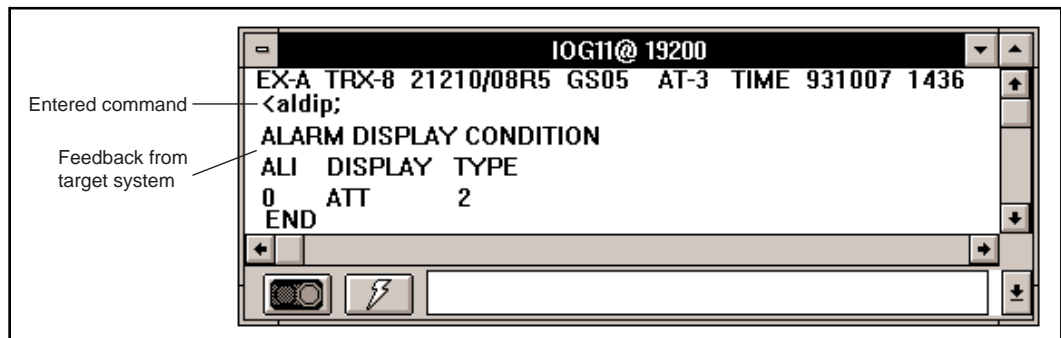 IOG11@ 19200
EX-A TRX-8 21210/08R5 GS05 AT-3 TIME 931007 1436
Entered command
<aldip;
ALARM DISPLAY CONDITION
Feedback from
target system
ALI DISPLAY TYPE
0 ATT 2
END